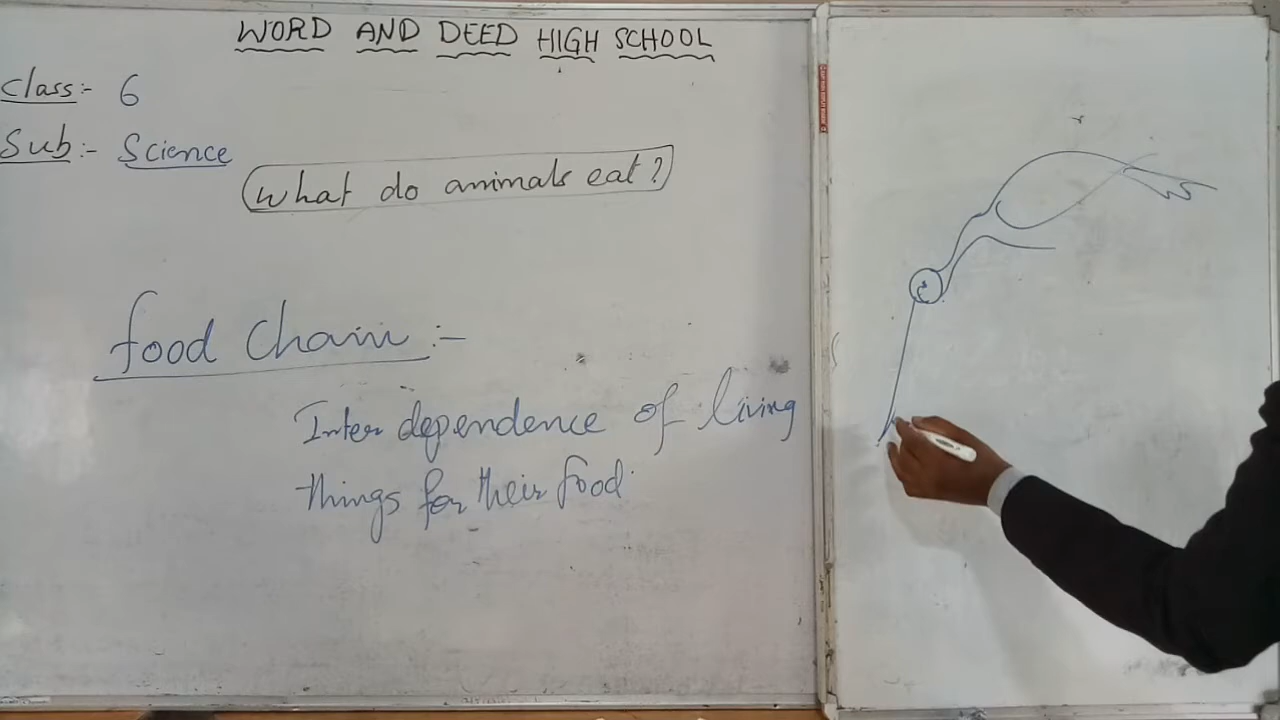 WORD AND DEED HIGH SCHOOL
Class:- 6
Sub:- Science
What do animals eat?
food Chain:-
Inter dependence of living
things for their food.